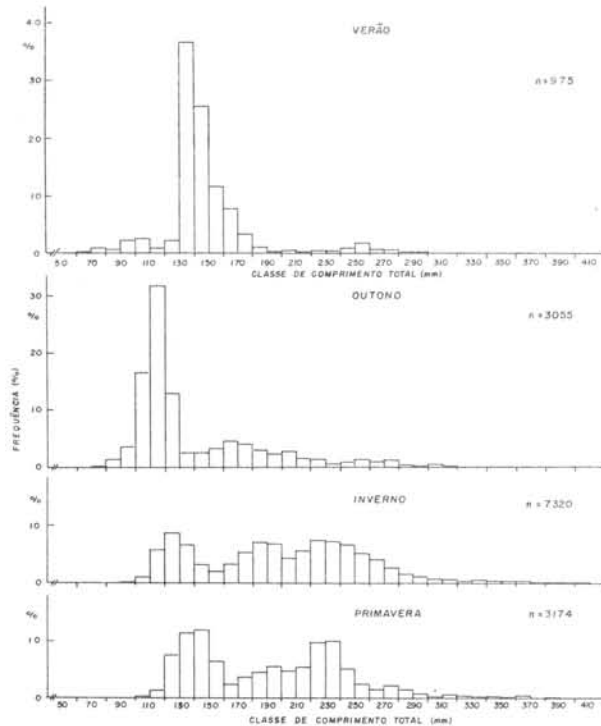 VERÃO
40
%
n=975
30
20
10
0
50 70 90 110 130 150 170 190 210 230 250 270 290 310 330 350 370 390 410
CLASSE DE COMPRIMENTO TOTAL (mm)
OUTONO
30
%
n=3055
20
10
0
FREQUÊNCIA (%)
INVERNO
%
n=7320
10
0
PRIMAVERA
%
n=3174
10
0
50 70 90 110 130 150 170 190 210 230 250 270 290 310 330 350 370 390 410
CLASSE DE COMPRIMENTO TOTAL (mm)